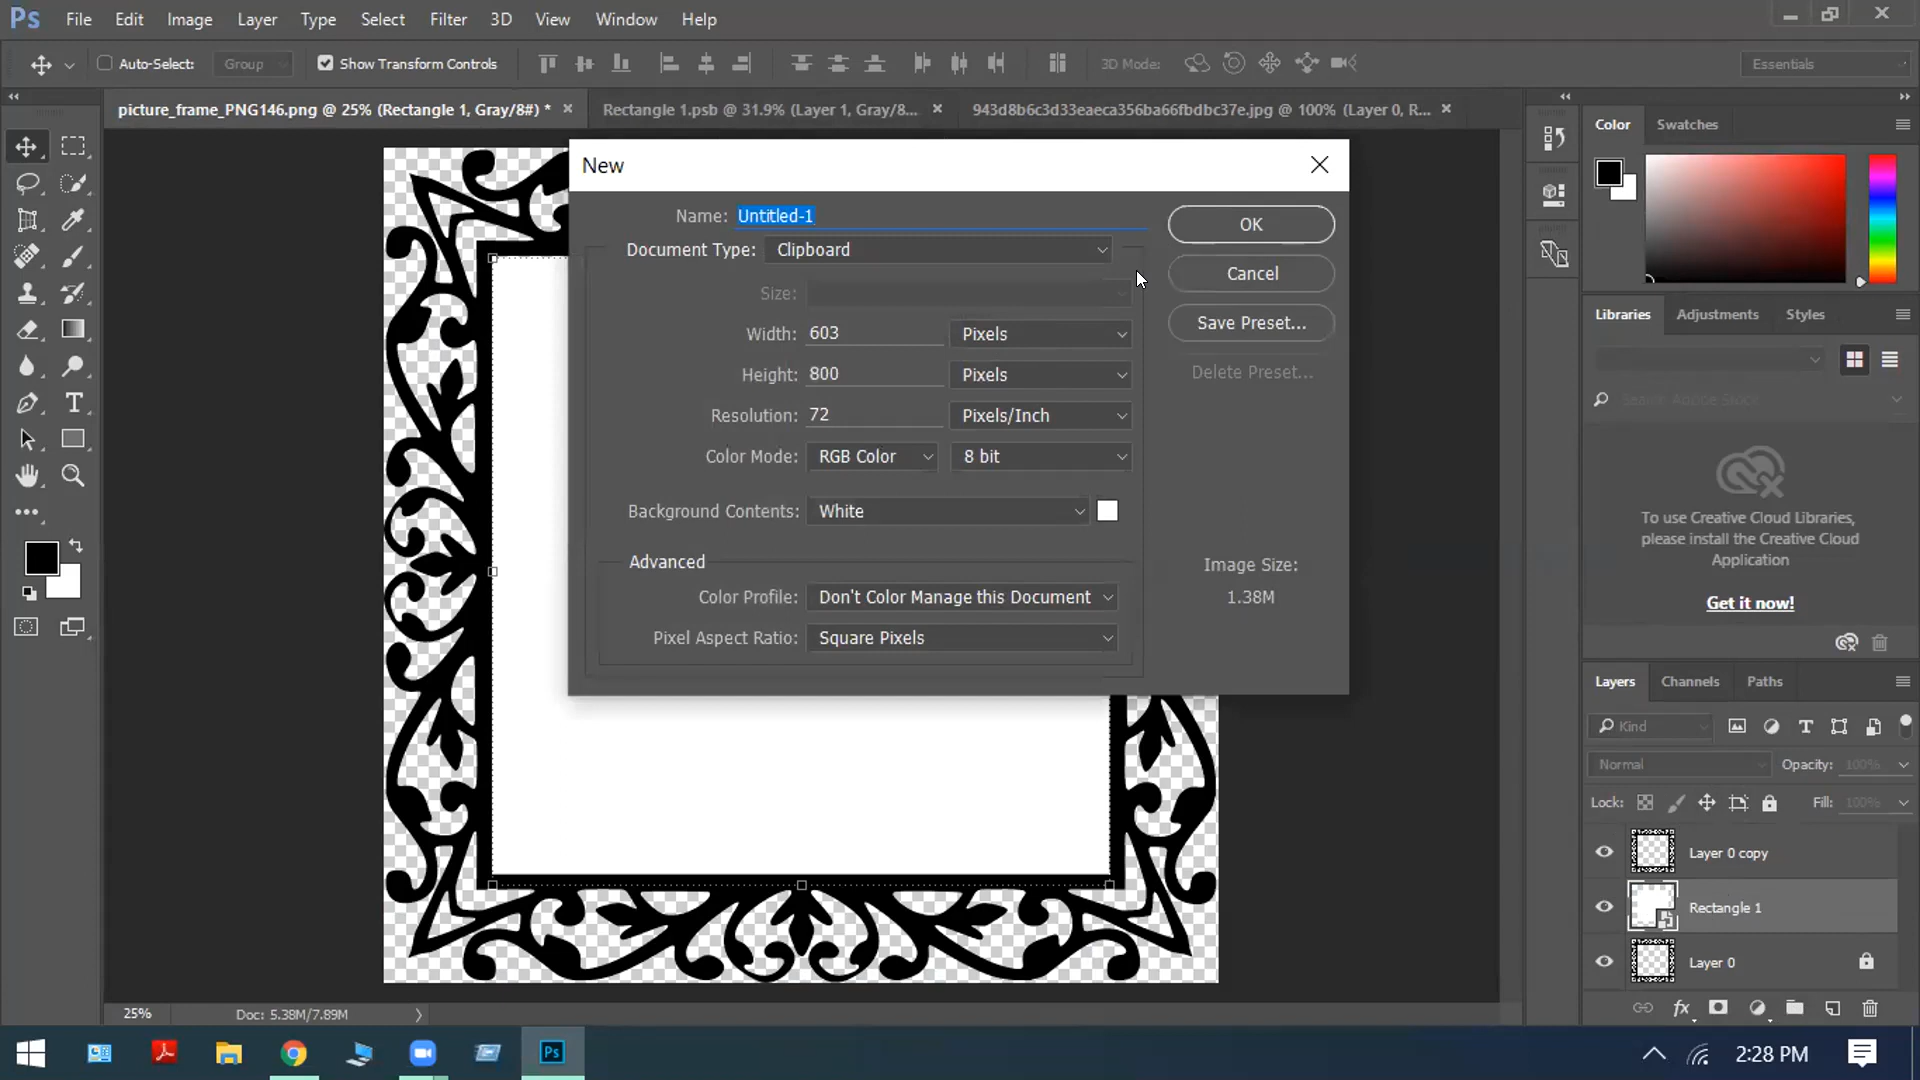 Ps File Edit Image Layer Type Select Filter 3D View Window Help
Auto-Select: Group Show Transform Controls 3D Mode: Essentials
picture_frame_PNG146.png @ 25% (Rectangle 1, Gray/8#) * Rectangle 1.psb @ 31.9% (Layer 1, Gray/8... 943d8b6c3d33eaeca356ba66fbdbc37e.jpg @ 100% (Layer 0, R...
New
Name: Untitled-1
Document Type: Clipboard
Size:
Width: 603 Pixels
Height: 800 Pixels
Resolution: 72 Pixels/Inch
Color Mode: RGB Color 8 bit
Background Contents: White
Advanced
Color Profile: Don't Color Manage this Document
Pixel Aspect Ratio: Square Pixels
OK
Cancel
Save Preset...
Delete Preset...
Image Size:
1.38M
Color Swatches
Libraries Adjustments Styles
Search Adobe Stock
To use Creative Cloud Libraries,
please install the Creative Cloud
Application
Get it now!
Layers Channels Paths
Kind
Normal Opacity: 100%
Lock: Fill: 100%
Layer 0 copy
Rectangle 1
Layer 0
fx
25% Doc: 5.38M/7.89M
Ps 2:28 PM